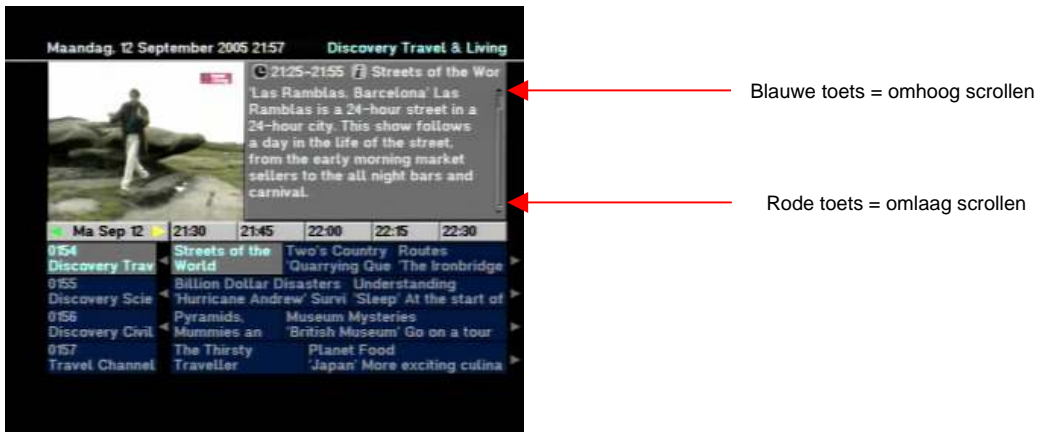 Maandag, 12 September 2005 21:57 Discovery Travel & Living
21:25-21:55 Streets of the Wor
'Las Ramblas, Barcelona' Las
Ramblas is a 24-hour street in a
24-hour city. This show follows
a day in the life of the street,
from the early morning market
sellers to the all night bars and
carnival.
Blauwe toets = omhoog scrollen
Rode toets = omlaag scrollen
Ma Sep 12 21:30 21:45 22:00 22:15 22:30
0154 Streets of the Two's Country Routes
Discovery Trav World 'Quarrying Que 'The Ironbridge
0155 Billion Dollar Disasters Understanding
Discovery Scie 'Hurricane Andrew' Survi 'Sleep' At the start of
0156 Pyramids, Museum Mysteries
Discovery Civil Mummies an 'British Museum' Go on a tour
0157 The Thirsty Planet Food
Travel Channel Traveller 'Japan' More exciting culina